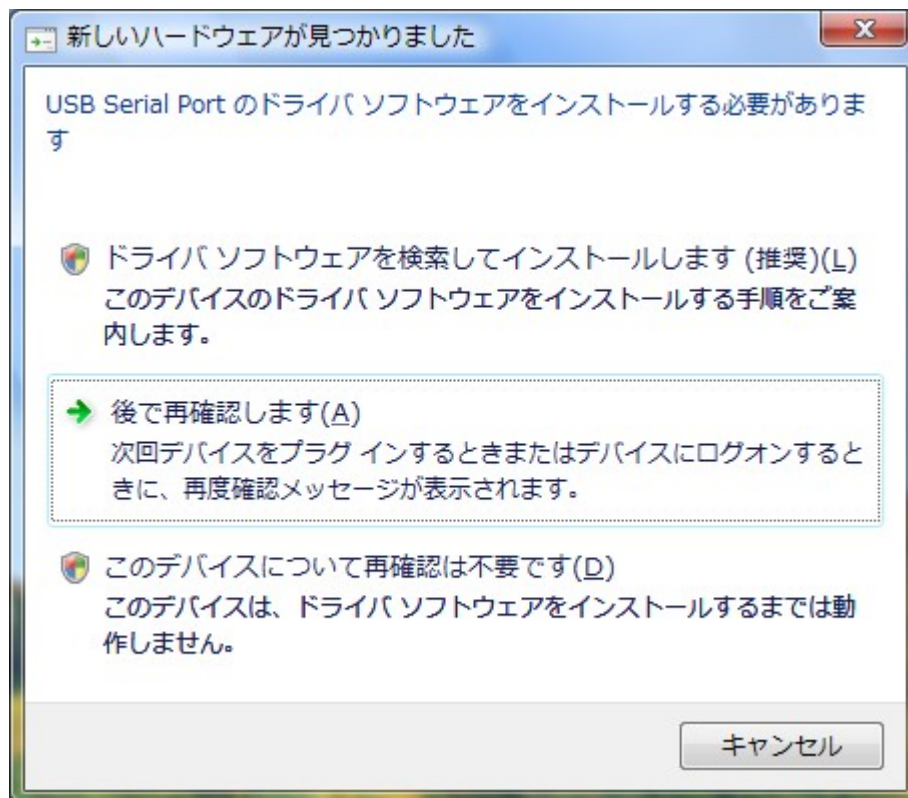 新しいハードウェアが見つかりました
USB Serial Port のドライバ ソフトウェアをインストールする必要がありま
す
ドライバ ソフトウェアを検索してインストールします (推奨)(L)
このデバイスのドライバ ソフトウェアをインストールする手順をご案
内します。
後で再確認します(A)
次回デバイスをプラグ インするときまたはデバイスにログオンすると
きに、再度確認メッセージが表示されます。
このデバイスについて再確認は不要です(D)
このデバイスは、ドライバ ソフトウェアをインストールするまでは動
作しません。
キャンセル